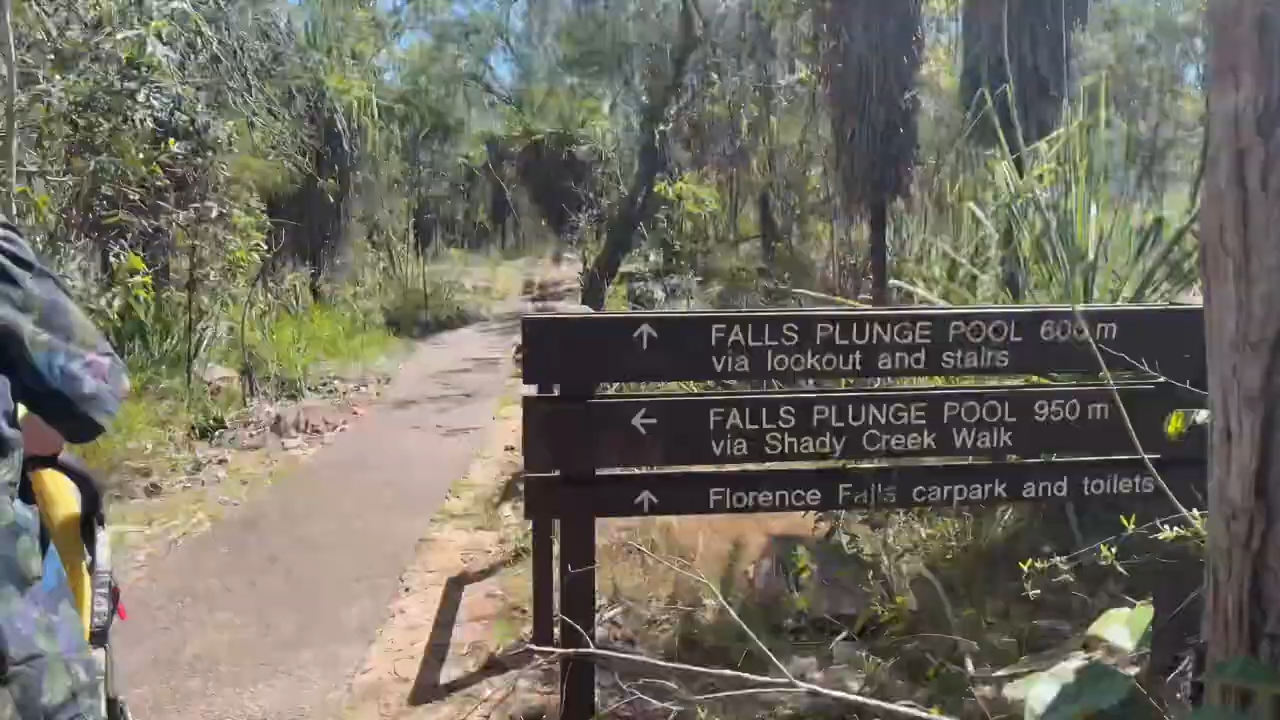 ↑ FALLS PLUNGE POOL 600 m
via lookout and stairs
← FALLS PLUNGE POOL 950 m
via Shady Creek Walk
↑ Florence Falls carpark and toilets